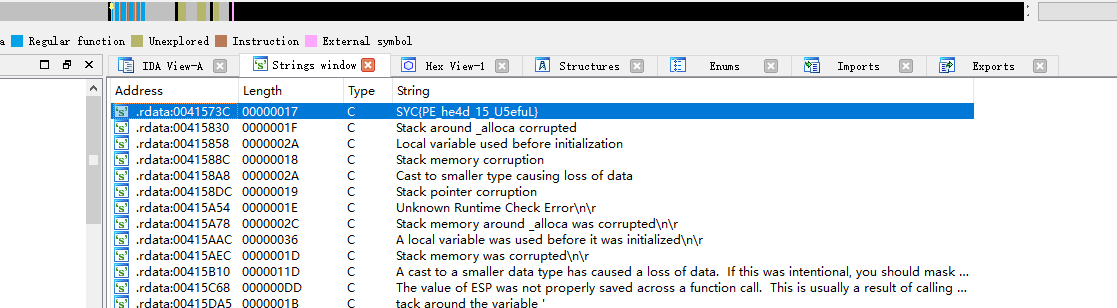 a Regular function Unexplored Instruction External symbol
IDA View-A Strings window Hex View-1 Structures Enums Imports Exports
Address Length Type String
.rdata:0041573C 00000017 C SYC{PE_he4d_15_U5efuL}
.rdata:00415830 0000001F C Stack around _alloca corrupted
.rdata:00415858 0000002A C Local variable used before initialization
.rdata:0041588C 00000018 C Stack memory corruption
.rdata:004158A8 0000002A C Cast to smaller type causing loss of data
.rdata:004158DC 00000019 C Stack pointer corruption
.rdata:00415A54 0000001E C Unknown Runtime Check Error\n\r
.rdata:00415A78 0000002C C Stack memory around _alloca was corrupted\n\r
.rdata:00415AAC 00000036 C A local variable was used before it was initialized\n\r
.rdata:00415AEC 0000001D C Stack memory was corrupted\n\r
.rdata:00415B10 0000011D C A cast to a smaller data type has caused a loss of data. If this was intentional, you should mask ...
.rdata:00415C68 000000DD C The value of ESP was not properly saved across a function call. This is usually a result of calling ...
.rdata:00415DA5 0000001B C tack around the variable '